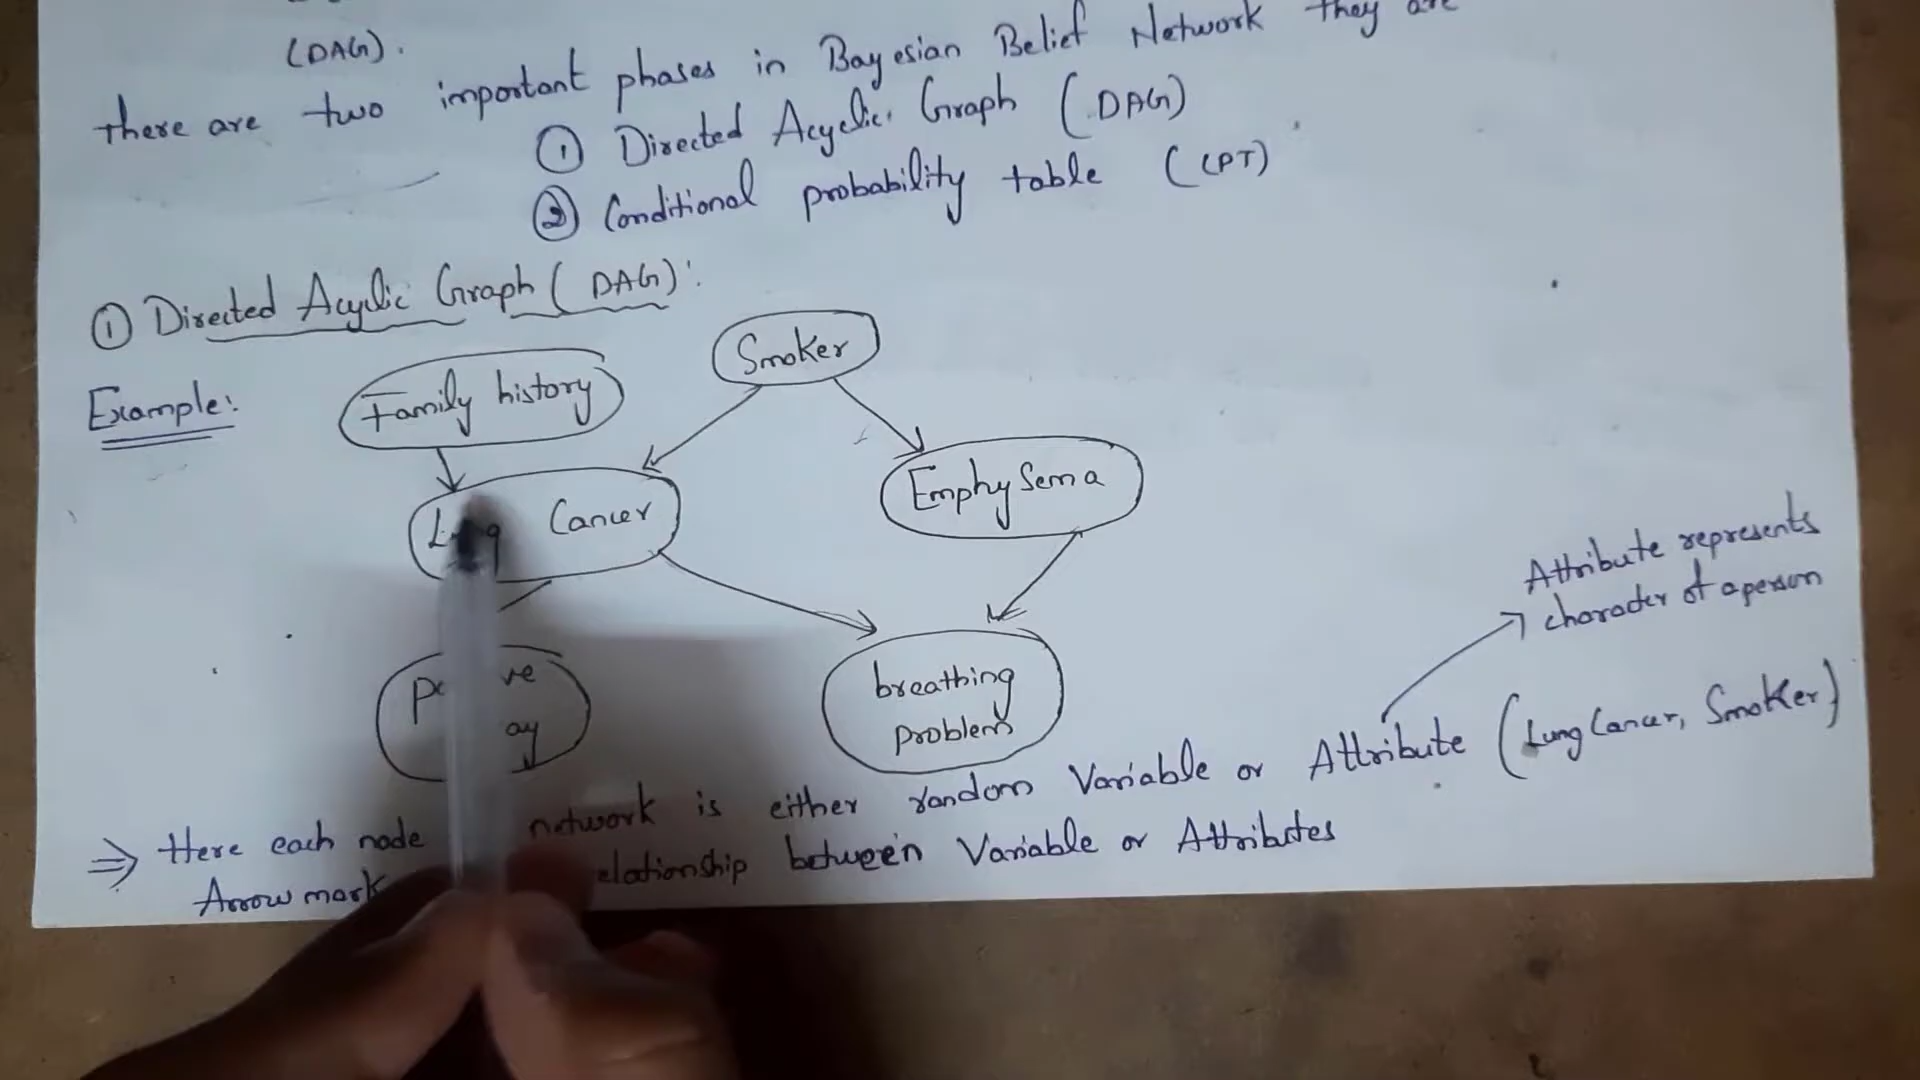 (DAG).
there are two important phases in Bayesian Belief Network they are
① Directed Acyclic Graph (DAG)
② Conditional probability table (CPT)
① Directed Acyclic Graph (DAG):
Example:
Family history
Smoker
Lung Cancer
Emphysema
breathing
problem
Attribute represents
character of a person
⇒ Here each node network is either random Variable or Attribute (Lung Cancer, Smoker)
Arrow mark relationship between Variable or Attributes